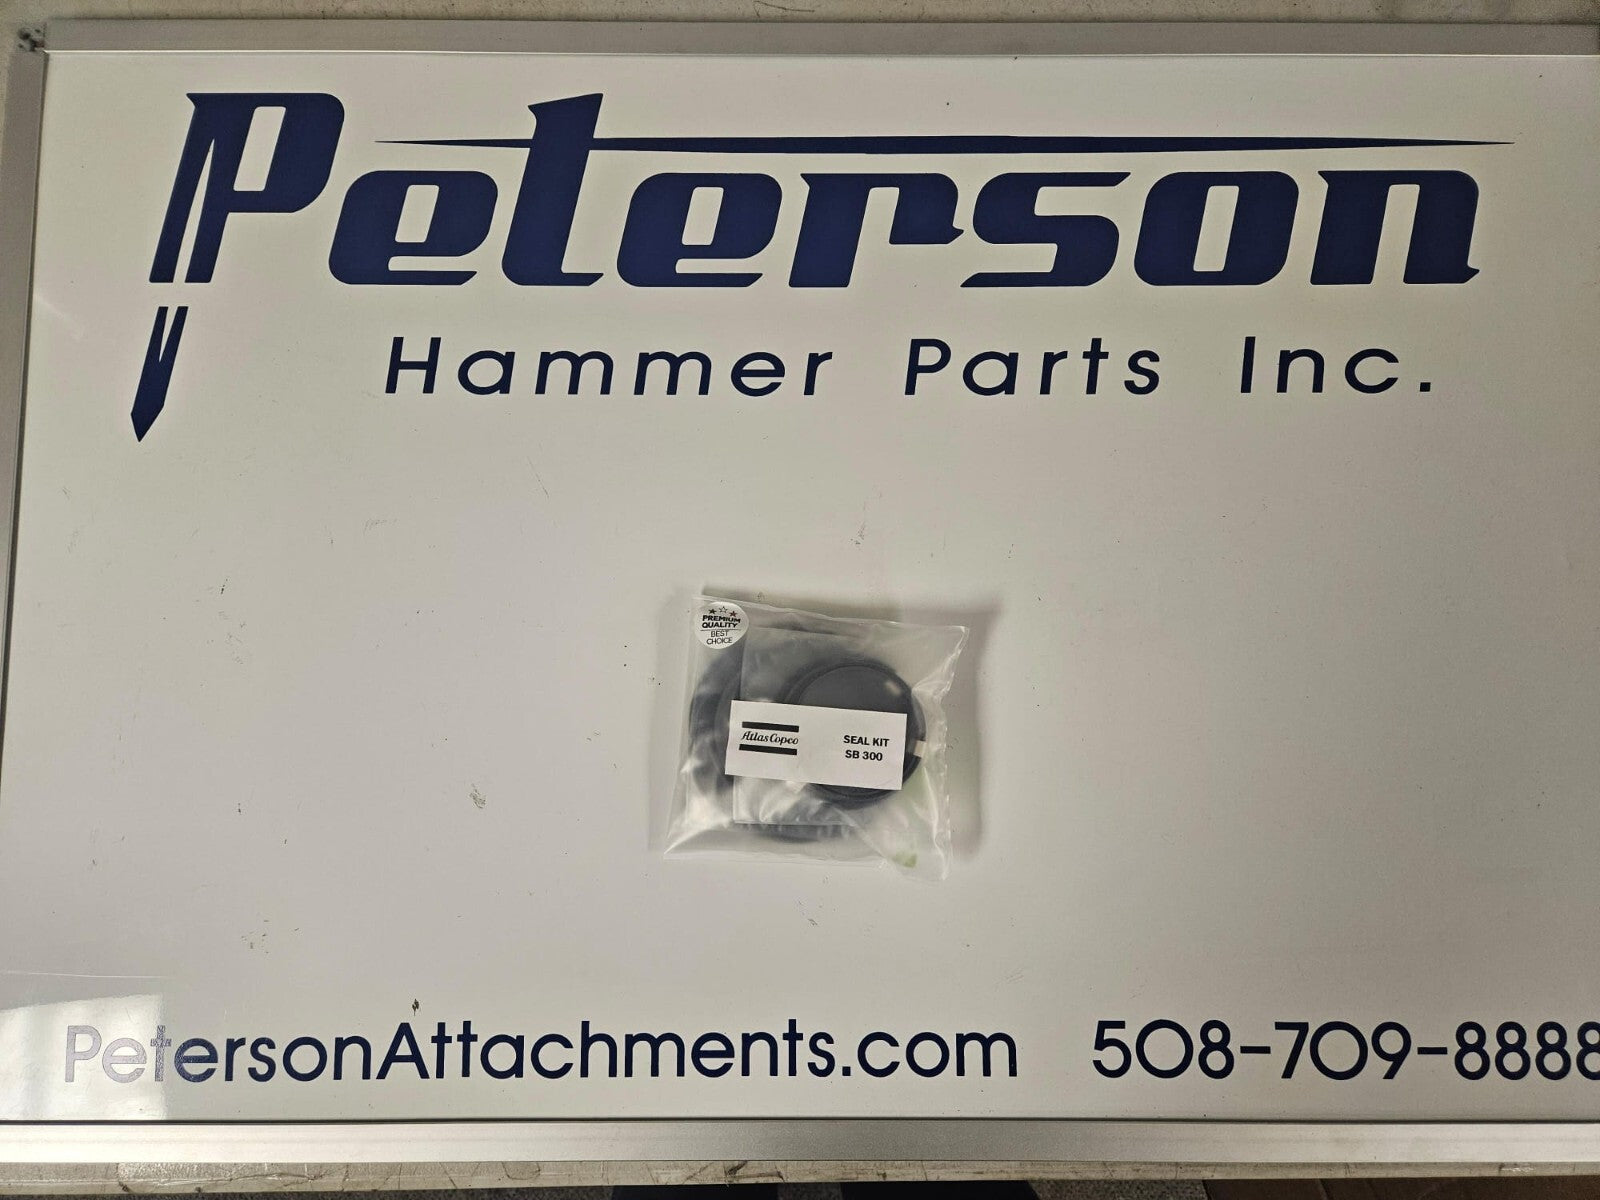 Peterson
Hammer Parts Inc.
PREMIUM
QUALITY
BEST
CHOICE
Atlas Copco
SEAL KIT
SB 300
PetersonAttachments.com 508-709-8888